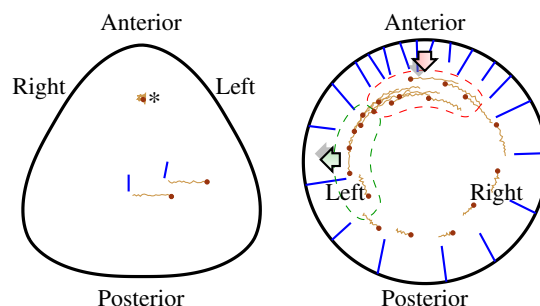 Anterior
Right
Left
*
Posterior
Anterior
Left
Right
Posterior